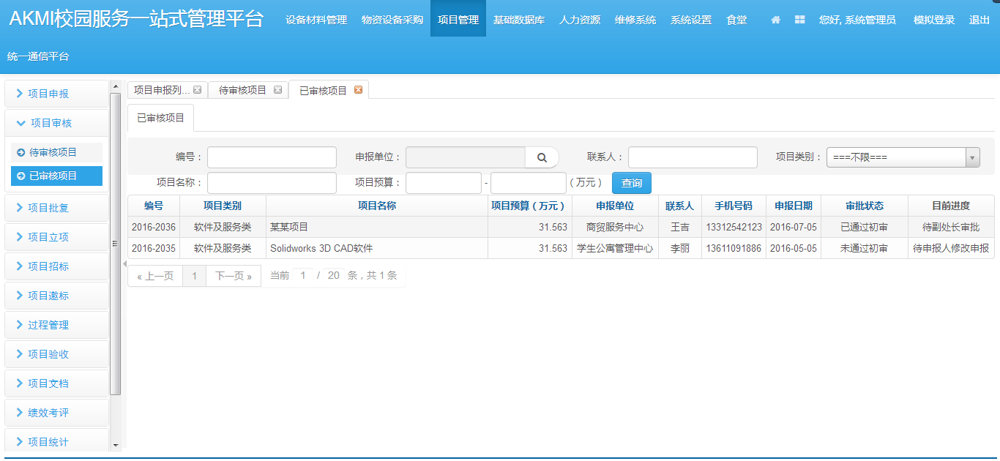 AKMI校园服务一站式管理平台 设备材料管理 物资设备采购 项目管理 基础数据库 人力资源 维修系统 系统设置 食堂 您好, 系统管理员 模拟登录 退出
统一通信平台
项目申报
项目审核
待审核项目
已审核项目
项目批复
项目立项
项目招标
项目邀标
过程管理
项目验收
项目文档
绩效考评
项目统计
项目申报列... 待审核项目 已审核项目
已审核项目
编号： 申报单位： 联系人： 项目类别： ===不限===
项目名称： 项目预算： - （万元） 查询
编号 项目类别 项目名称 项目预算（万元） 申报单位 联系人 手机号码 申报日期 审批状态 目前进度
2016-2036 软件及服务类 某某项目 31.563 商贸服务中心 王吉 13312542123 2016-07-05 已通过初审 待副处长审批
2016-2035 软件及服务类 Solidworks 3D CAD软件 31.563 学生公寓管理中心 李丽 13611091886 2016-05-05 未通过初审 待申报人修改申报
« 上一页 1 下一页 » 当前 1 / 20 条，共 1 条